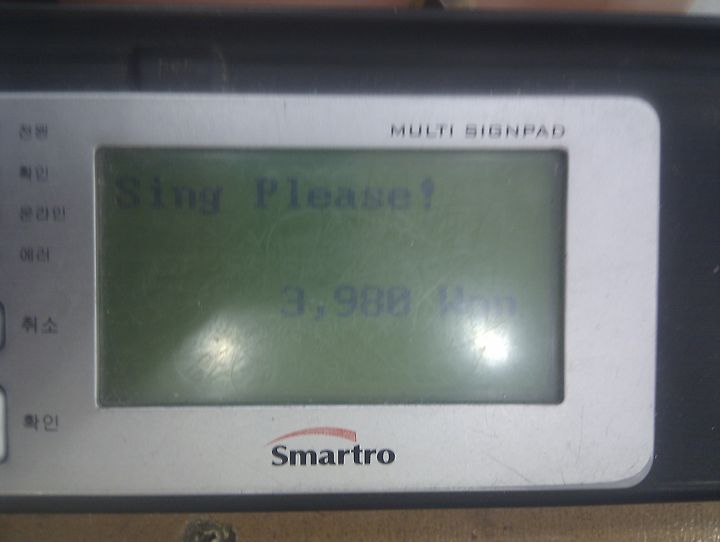 MULTI SIGNPAD
전원
확인
온라인
에러
취소
확인
Sing Please!
3,980 Won
Smartro